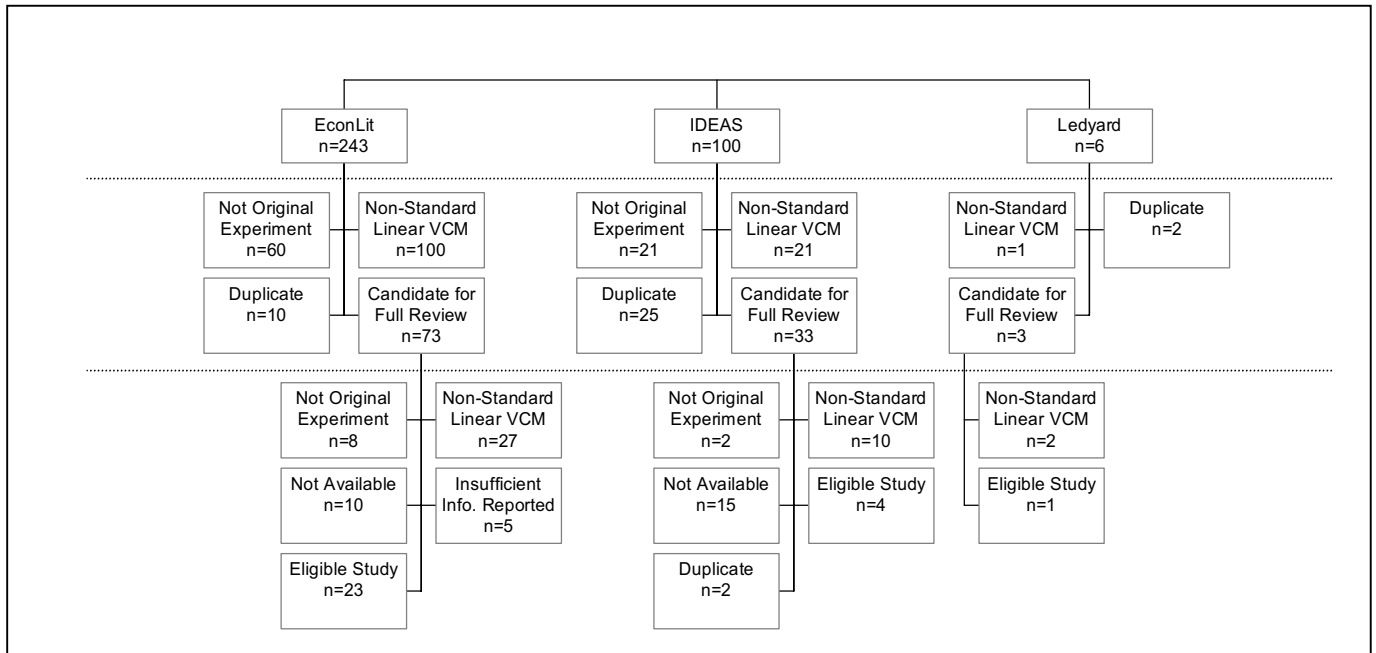 EconLit
n=243
IDEAS
n=100
Ledyard
n=6
Not Original
Experiment
n=60
Non-Standard
Linear VCM
n=100
Not Original
Experiment
n=21
Non-Standard
Linear VCM
n=21
Non-Standard
Linear VCM
n=1
Duplicate
n=2
Duplicate
n=10
Candidate for
Full Review
n=73
Duplicate
n=25
Candidate for
Full Review
n=33
Candidate for
Full Review
n=3
Not Original
Experiment
n=8
Non-Standard
Linear VCM
n=27
Not Original
Experiment
n=2
Non-Standard
Linear VCM
n=10
Non-Standard
Linear VCM
n=2
Not Available
n=10
Insufficient
Info. Reported
n=5
Not Available
n=15
Eligible Study
n=4
Eligible Study
n=1
Eligible Study
n=23
Duplicate
n=2